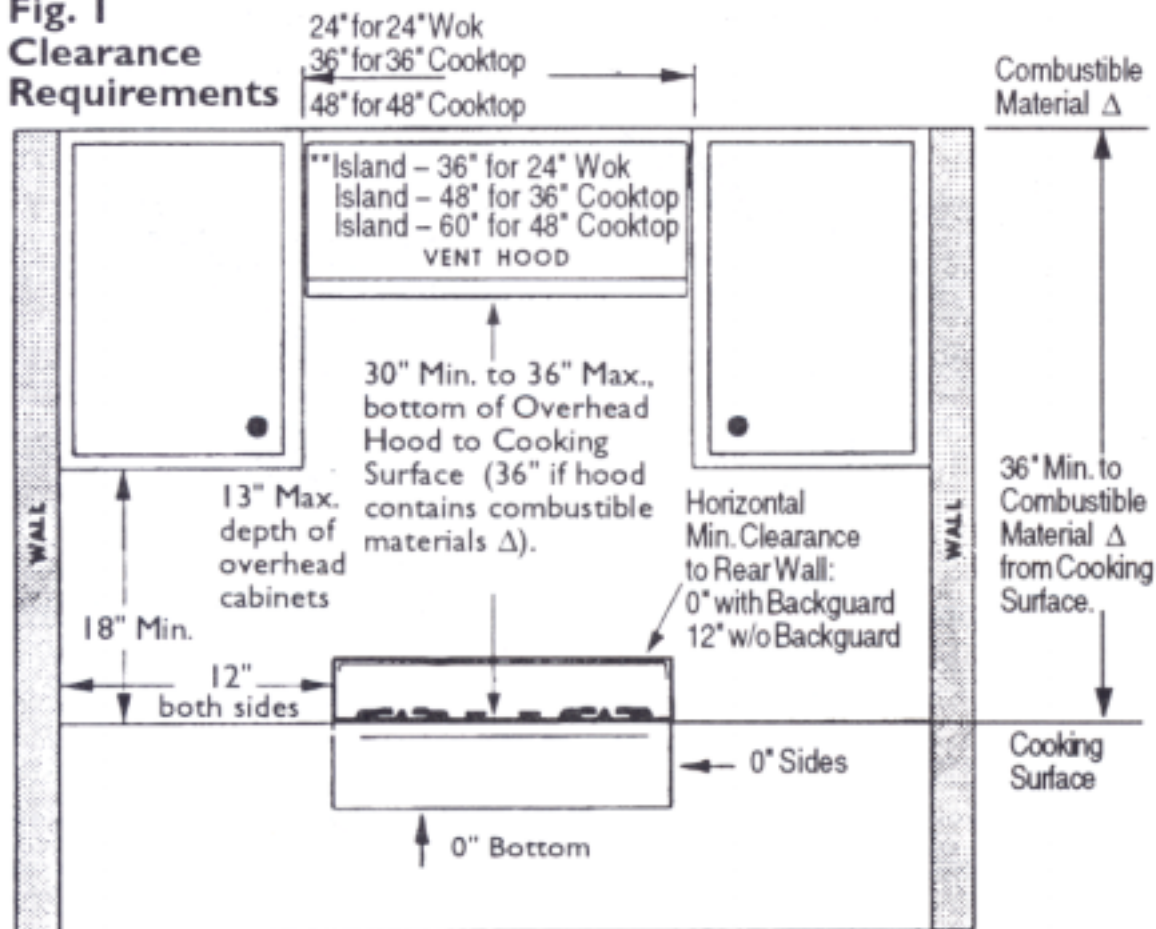 Fig. 1
Clearance
Requirements
24" for 24" Wok
36" for 36" Cooktop
48" for 48" Cooktop
Combustible
Material Δ
**Island – 36" for 24" Wok
Island – 48" for 36" Cooktop
Island – 60" for 48" Cooktop
VENT HOOD
30" Min. to 36" Max.,
bottom of Overhead
Hood to Cooking
Surface (36" if hood
contains combustible
materials Δ).
13" Max.
depth of
overhead
cabinets
WALL
18" Min.
12"
both sides
Horizontal
Min. Clearance
to Rear Wall:
0" with Backguard
12" w/o Backguard
WALL
36" Min. to
Combustible
Material Δ
from Cooking
Surface.
Cooking
Surface
0" Sides
0" Bottom